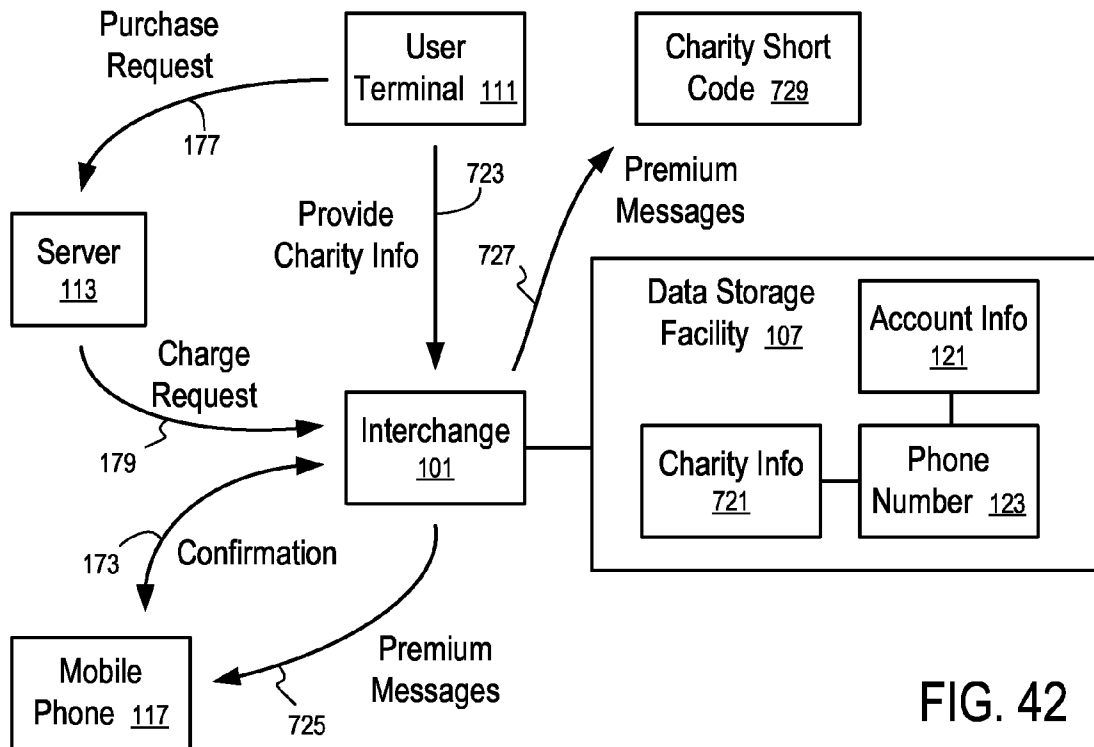 Purchase
Request
177
User
Terminal 111
Charity Short
Code 729
723
Provide
Charity Info
Premium
Messages
727
Server
113
Data Storage
Facility 107
Account Info
121
Charge
Request
179
Interchange
101
Charity Info
721
Phone
Number 123
173
Confirmation
Mobile
Phone 117
Premium
Messages
725
FIG. 42